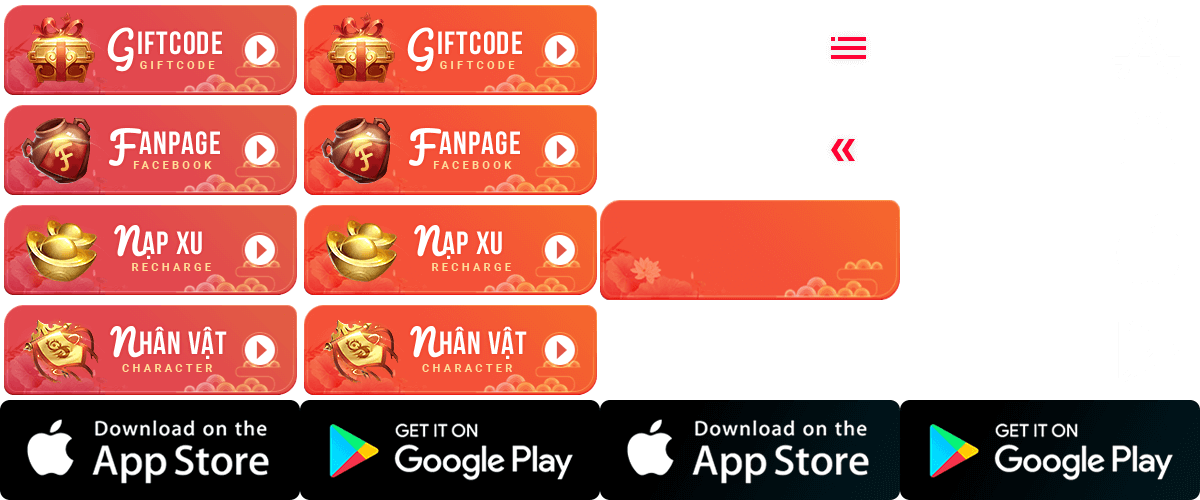 GIFTCODE
GIFTCODE
GIFTCODE
GIFTCODE
FANPAGE
FACEBOOK
FANPAGE
FACEBOOK
NẠP XU
RECHARGE
NẠP XU
RECHARGE
NHÂN VẬT
CHARACTER
NHÂN VẬT
CHARACTER
Download on the
App Store
GET IT ON
Google Play
Download on the
App Store
GET IT ON
Google Play